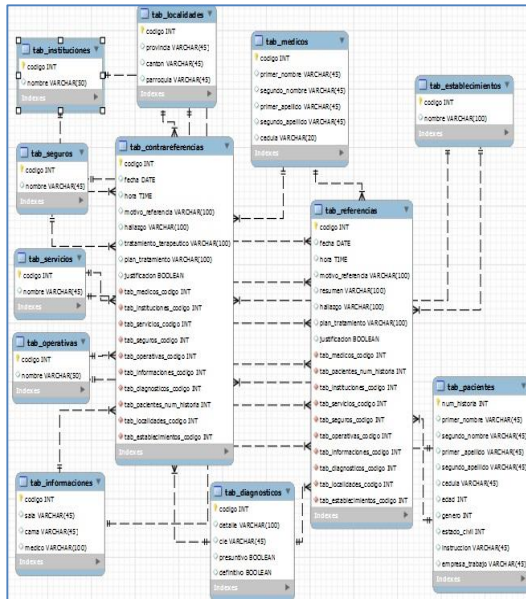 tab_localidades
codigo INT
provincia VARCHAR(45)
canton VARCHAR(45)
parroquia VARCHAR(45)
Indexes
tab_instituciones
codigo INT
nombre VARCHAR(30)
Indexes
tab_medicos
codigo INT
primer_nombre VARCHAR(45)
segundo_nombre VARCHAR(45)
primer_apellido VARCHAR(45)
segundo_apellido VARCHAR(45)
cedula VARCHAR(20)
Indexes
tab_establecimientos
codigo INT
nombre VARCHAR(100)
Indexes
tab_seguros
codigo INT
nombre VARCHAR(45)
Indexes
tab_contrareferencias
codigo INT
fecha DATE
hora TIME
motivo_referencia VARCHAR(100)
hallazgo VARCHAR(100)
tratamiento_terapeutico VARCHAR(100)
plan_tratamiento VARCHAR(100)
justificacion BOOLEAN
tab_medicos_codigo INT
tab_instituciones_codigo INT
tab_servicios_codigo INT
tab_seguros_codigo INT
tab_operativas_codigo INT
tab_informaciones_codigo INT
tab_diagnosticos_codigo INT
tab_pacientes_num_historia INT
tab_localidades_codigo INT
tab_establecimientos_codigo INT
Indexes
tab_referencias
codigo INT
fecha DATE
hora TIME
motivo_referencia VARCHAR(100)
resumen VARCHAR(100)
hallazgo VARCHAR(100)
plan_tratamiento VARCHAR(100)
justificacion BOOLEAN
tab_medicos_codigo INT
tab_pacientes_num_historia INT
tab_instituciones_codigo INT
tab_servicios_codigo INT
tab_seguros_codigo INT
tab_operativas_codigo INT
tab_informaciones_codigo INT
tab_diagnosticos_codigo INT
tab_localidades_codigo INT
tab_establecimientos_codigo INT
Indexes
tab_servicios
codigo INT
nombre VARCHAR(45)
Indexes
tab_operativas
codigo INT
nombre VARCHAR(50)
Indexes
tab_pacientes
num_historia INT
primer_nombre VARCHAR(45)
segundo_nombre VARCHAR(45)
primer_apellido VARCHAR(45)
segundo_apellido VARCHAR(45)
cedula VARCHAR(45)
edad INT
genero INT
estado_civil INT
instruccion VARCHAR(45)
empresa_trabajo VARCHAR(45)
Indexes
tab_informaciones
codigo INT
sala VARCHAR(45)
cama VARCHAR(45)
medico VARCHAR(100)
Indexes
tab_diagnosticos
codigo INT
detalle VARCHAR(100)
cie VARCHAR(45)
presuntivo BOOLEAN
definitivo BOOLEAN
Indexes